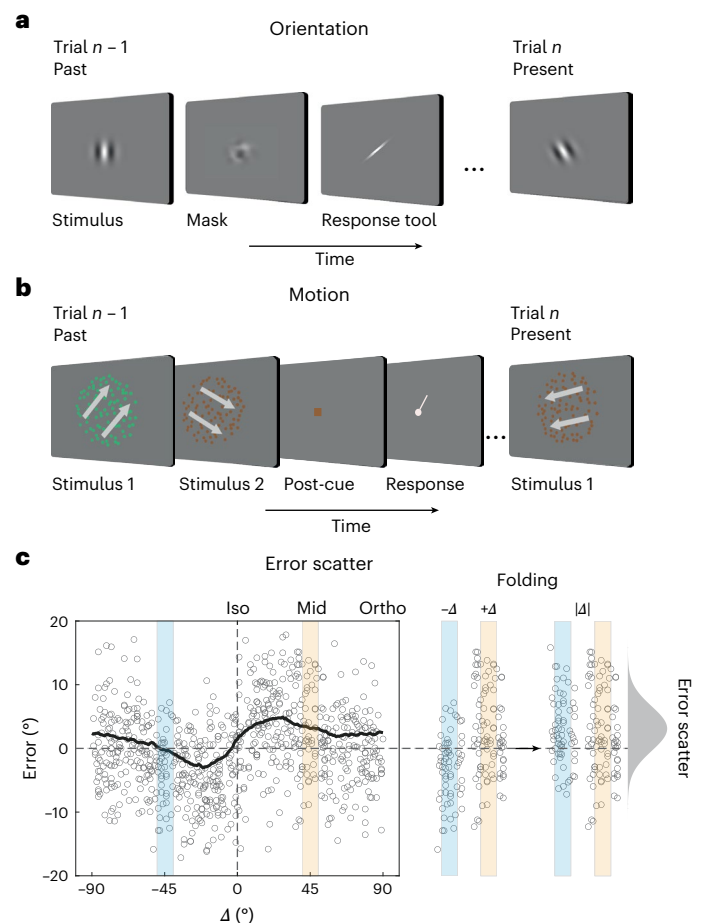 a
Orientation
Trial n – 1
Past
Trial n
Present
...
Stimulus
Mask
Response tool
Time
b
Motion
Trial n – 1
Past
Trial n
Present
...
Stimulus 1
Stimulus 2
Post-cue
Response
Stimulus 1
Time
c
Error scatter
Folding
Iso
Mid
Ortho
–Δ
+Δ
|Δ|
20
10
0
–10
–20
Error (°)
–90
–45
0
45
90
Δ (°)
Error scatter